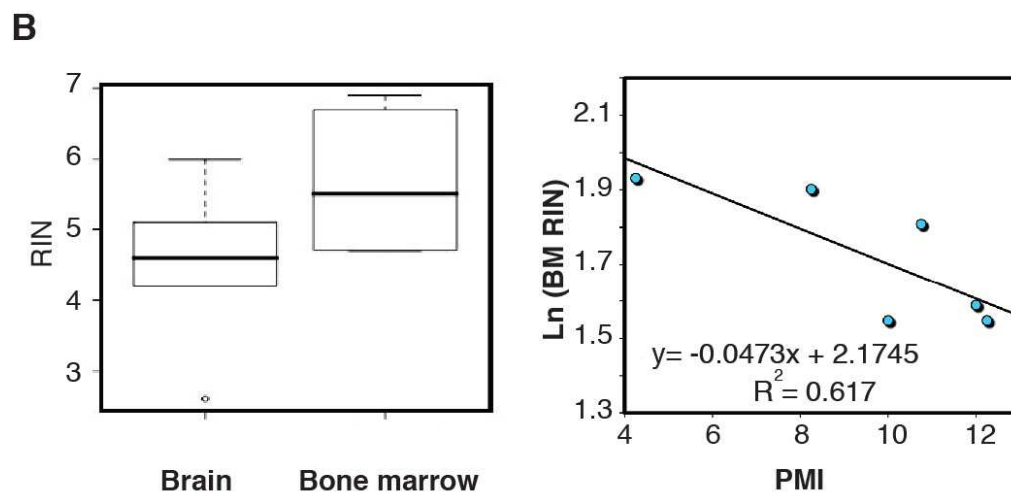 B
RIN
7
6
5
4
3
Brain Bone marrow
Ln (BM RIN)
2.1
1.9
1.7
1.5
1.3
y= -0.0473x + 2.1745
R²= 0.617
4 6 8 10 12
PMI